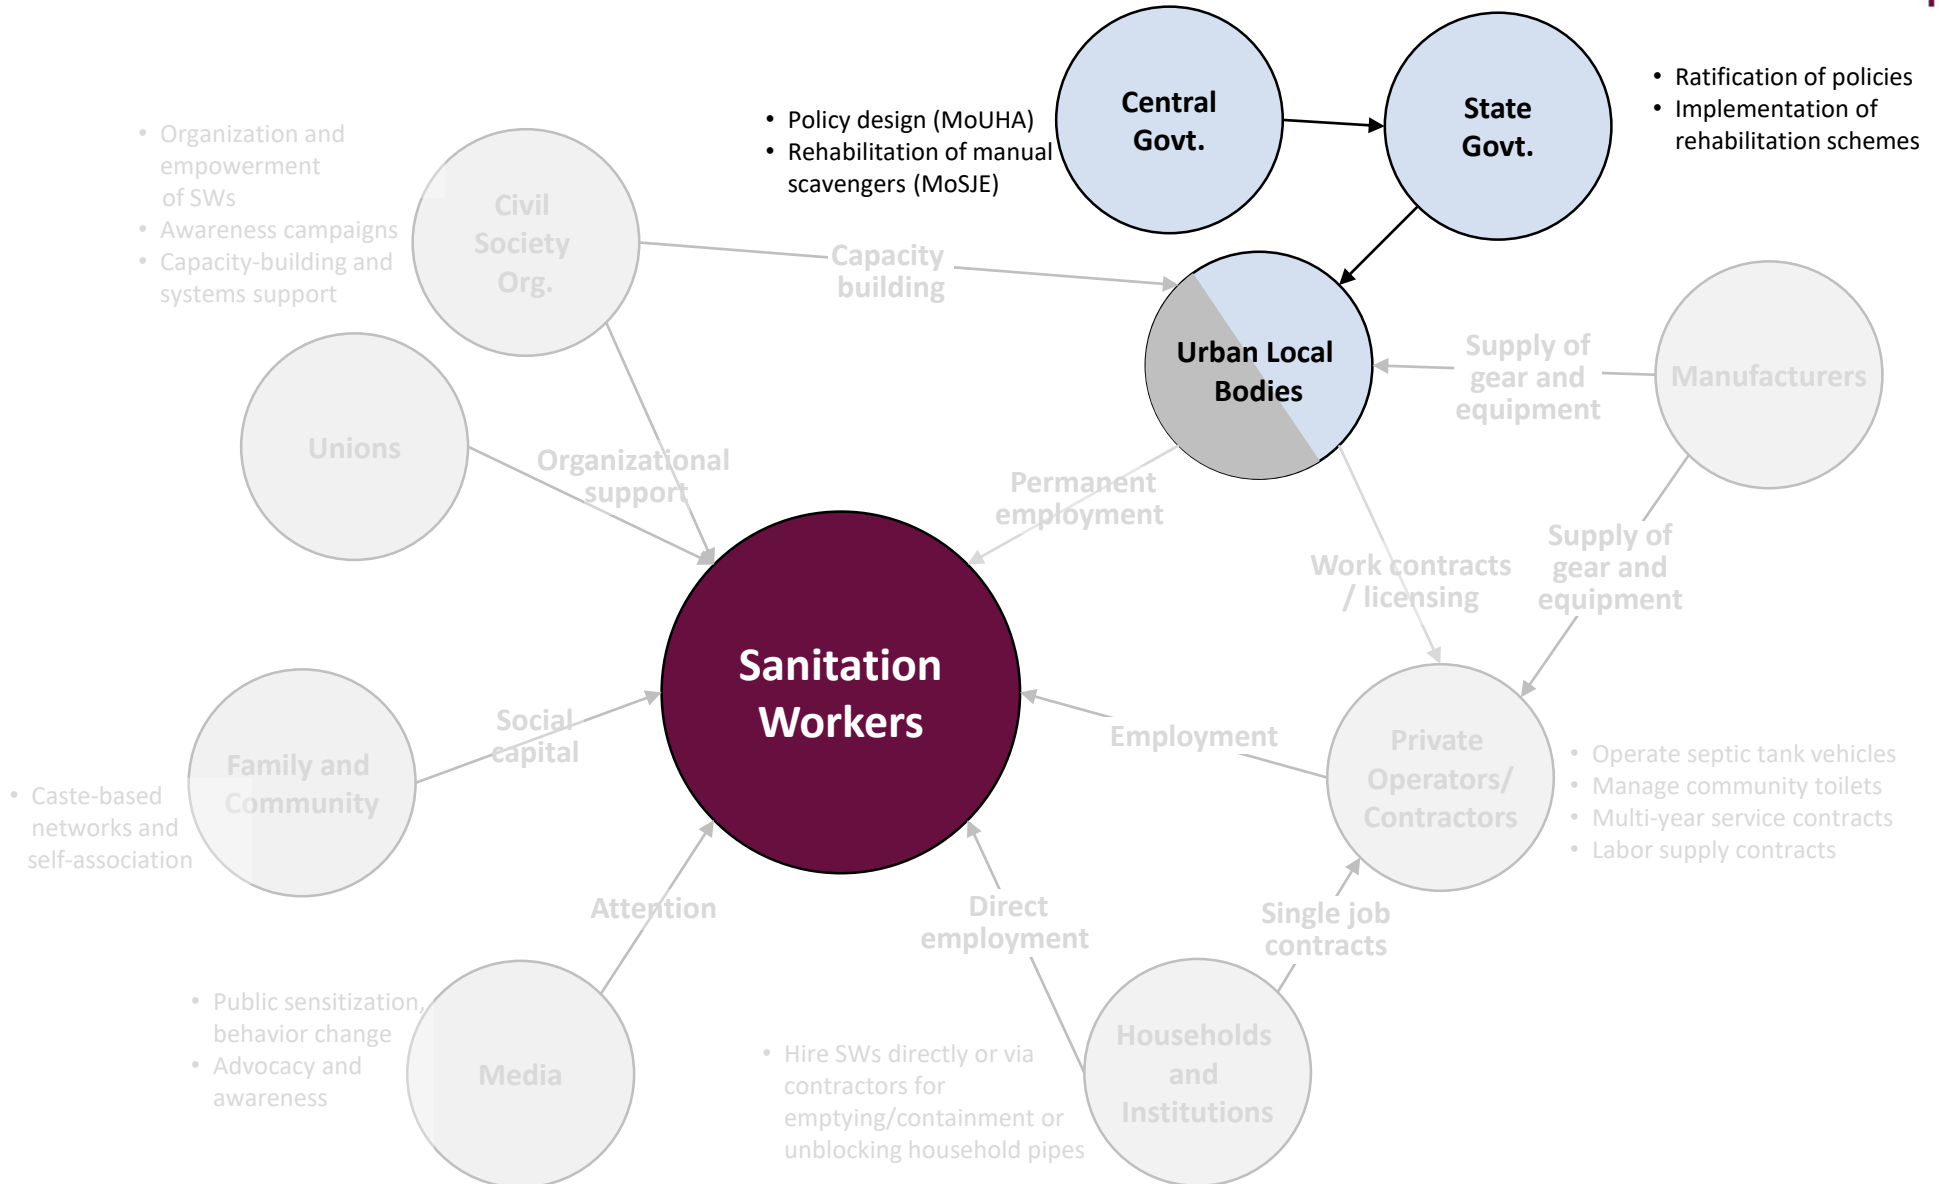 Central
Govt.
State
Govt.
• Ratification of policies
• Implementation of
rehabilitation schemes
• Policy design (MoUHA)
• Rehabilitation of manual
scavengers (MoSJE)
• Organization and
empowerment
of SWs
• Awareness campaigns
• Capacity-building and
systems support
Civil
Society
Org.
Capacity
building
Urban Local
Bodies
Supply of
gear and
equipment
Manufacturers
Unions
Organizational
support
Permanent
employment
Work contracts
/ licensing
Supply of
gear and
equipment
Sanitation
Workers
Social
capital
Family and
Community
• Caste-based
networks and
self-association
Employment
Private
Operators/
Contractors
• Operate septic tank vehicles
• Manage community toilets
• Multi-year service contracts
• Labor supply contracts
Attention
Direct
employment
Single job
contracts
• Public sensitization,
behavior change
• Advocacy and
awareness
Media
• Hire SWs directly or via
contractors for
emptying/containment or
unblocking household pipes
Households
and
Institutions